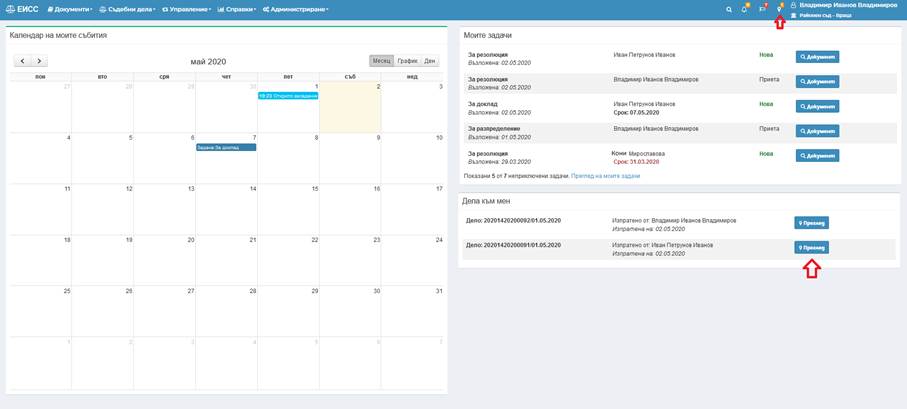 ЕИСС Документи Съдебни дела Управление Справки Администриране Владимир Иванов Владимиров
Районен съд - Враца
Календар на моите събития
май 2020 Месец График Ден
пон вто сря чет пет съб нед
27 28 29 30 1 2 3
Открито заседание
4 5 6 7 8 9 10
Задача За доклад
11 12 13 14 15 16 17
18 19 20 21 22 23 24
25 26 27 28 29 30 31
1 2 3 4 5 6 7
Моите задачи
За резолюция Иван Петрунов Иванов Нова Документ
Възложена: 02.05.2020
За резолюция Владимир Иванов Владимиров Приета Документ
Възложена: 02.05.2020
За доклад Иван Петрунов Иванов Нова Документ
Възложена: 02.05.2020 Срок: 07.05.2020
За разпределение Владимир Иванов Владимиров Приета Документ
Възложена: 01.05.2020
За резолюция Кони Мирославова Нова Документ
Възложена: 29.03.2020 Срок: 31.03.2020
Показани 5 от 7 неприключени задачи. Преглед на моите задачи
Дела към мен
Дело: 20201420200092/01.05.2020 Изпратено от: Владимир Иванов Владимиров Преглед
Изпратена на: 02.05.2020
Дело: 20201420200091/01.05.2020 Изпратено от: Иван Петрунов Иванов Преглед
Изпратена на: 02.05.2020